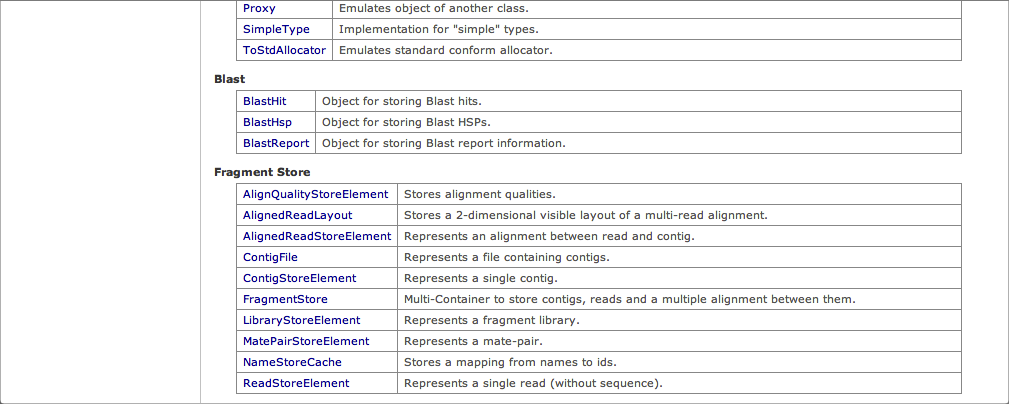 Proxy Emulates object of another class.
SimpleType Implementation for "simple" types.
ToStdAllocator Emulates standard conform allocator.
Blast
BlastHit Object for storing Blast hits.
BlastHsp Object for storing Blast HSPs.
BlastReport Object for storing Blast report information.
Fragment Store
AlignQualityStoreElement Stores alignment qualities.
AlignedReadLayout Stores a 2-dimensional visible layout of a multi-read alignment.
AlignedReadStoreElement Represents an alignment between read and contig.
ContigFile Represents a file containing contigs.
ContigStoreElement Represents a single contig.
FragmentStore Multi-Container to store contigs, reads and a multiple alignment between them.
LibraryStoreElement Represents a fragment library.
MatePairStoreElement Represents a mate-pair.
NameStoreCache Stores a mapping from names to ids.
ReadStoreElement Represents a single read (without sequence).